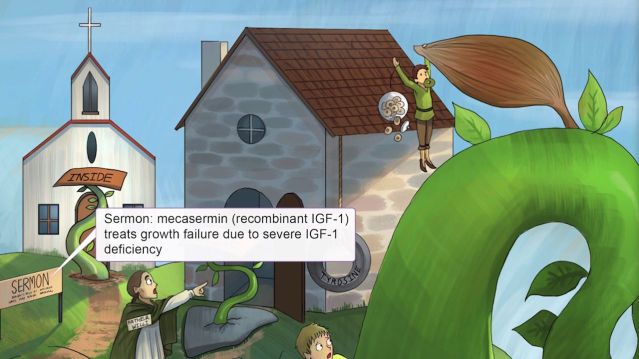 INSIDE
Sermon: mecasermin (recombinant IGF-1)
treats growth failure due to severe IGF-1
deficiency
SERMON
TYROSINE